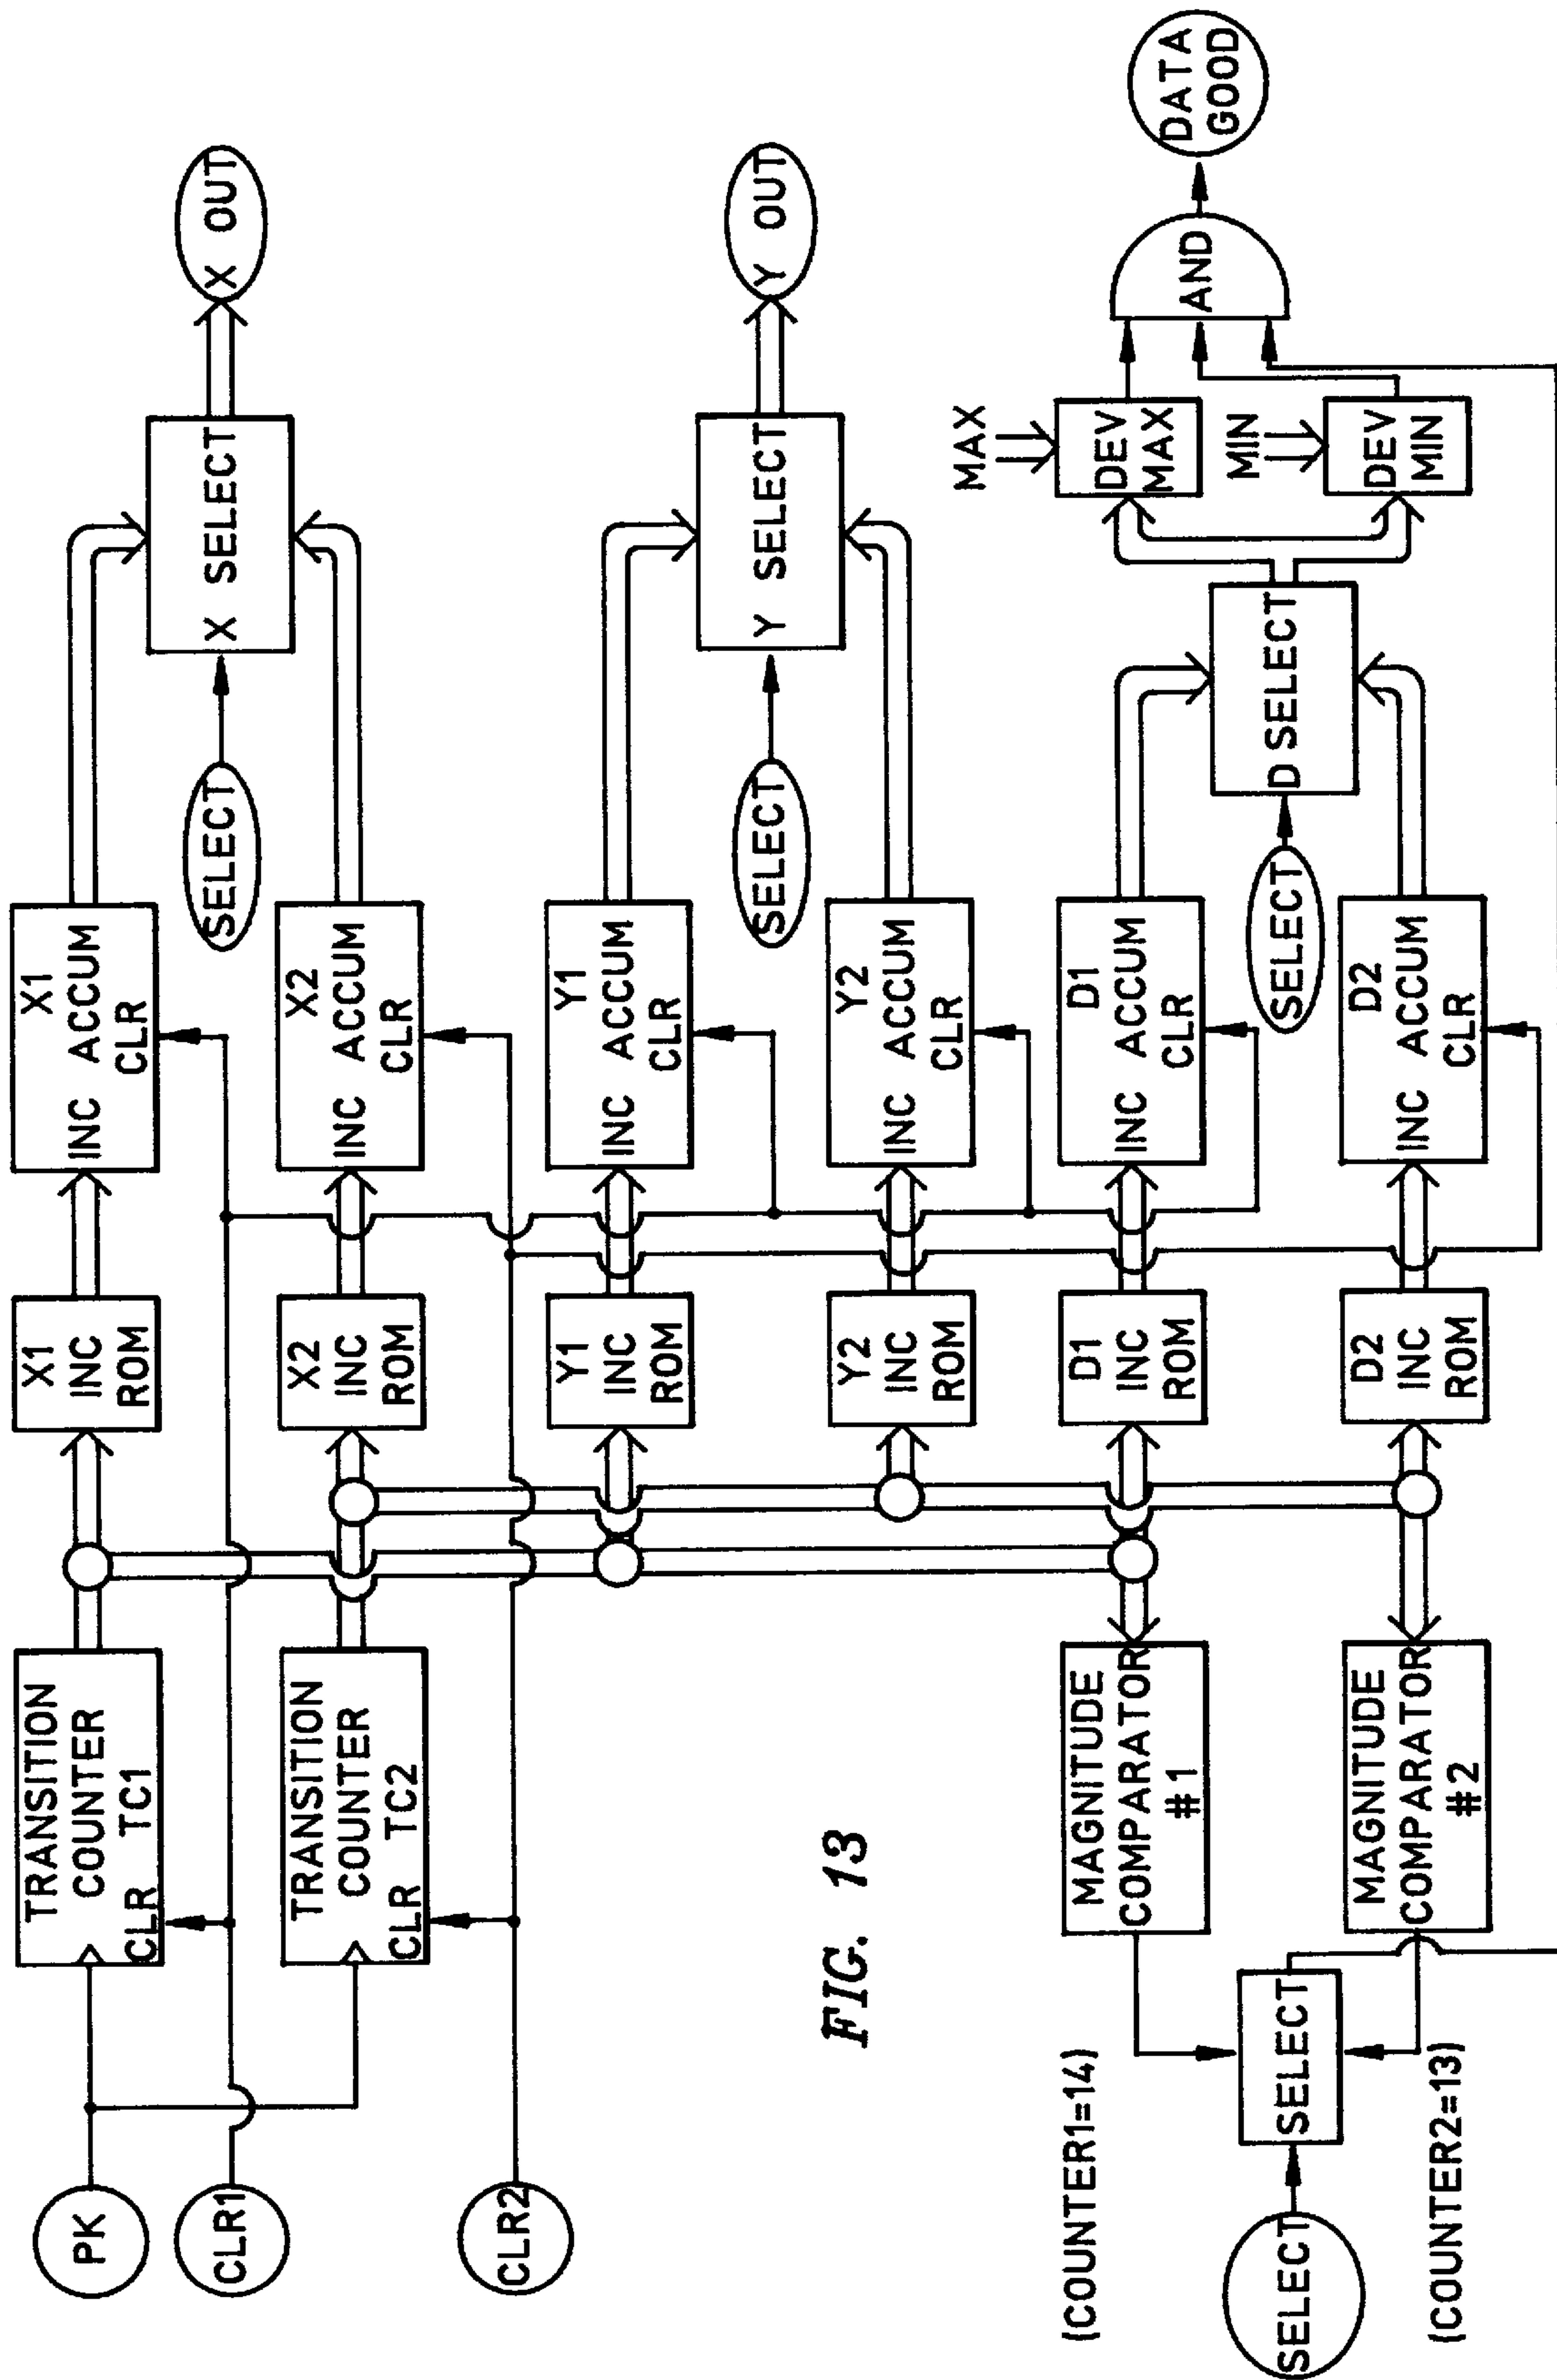 PK
CLR1
CLR2
TRANSITION
COUNTER
CLR TC1
TRANSITION
COUNTER
CLR TC2
X1
INC
ROM
X2
INC
ROM
Y1
INC
ROM
Y2
INC
ROM
D1
INC
ROM
D2
INC
ROM
X1
INC ACCUM
CLR
X2
INC ACCUM
CLR
Y1
INC ACCUM
CLR
Y2
INC ACCUM
CLR
D1
INC ACCUM
CLR
D2
INC ACCUM
CLR
SELECT
X SELECT
X OUT
SELECT
Y SELECT
Y OUT
SELECT
D SELECT
MAX
DEV
MAX
MIN
DEV
MIN
AND
DATA
GOOD
FIG. 13
MAGNITUDE
COMPARATOR
#1
MAGNITUDE
COMPARATOR
#2
(COUNTER1=14)
SELECT
SELECT
(COUNTER2=13)